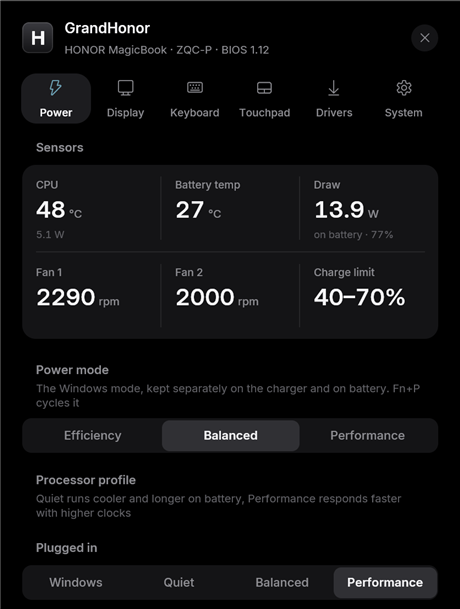 H
GrandHonor
HONOR MagicBook · ZQC-P · BIOS 1.12
Power Display Keyboard Touchpad Drivers System
Sensors
CPU Battery temp Draw
48 °C 27 °C 13.9 W
5.1 W on battery · 77%
Fan 1 Fan 2 Charge limit
2290 rpm 2000 rpm 40–70%
Power mode
The Windows mode, kept separately on the charger and on battery. Fn+P
cycles it
Efficiency Balanced Performance
Processor profile
Quiet runs cooler and longer on battery, Performance responds faster
with higher clocks
Plugged in
Windows Quiet Balanced Performance